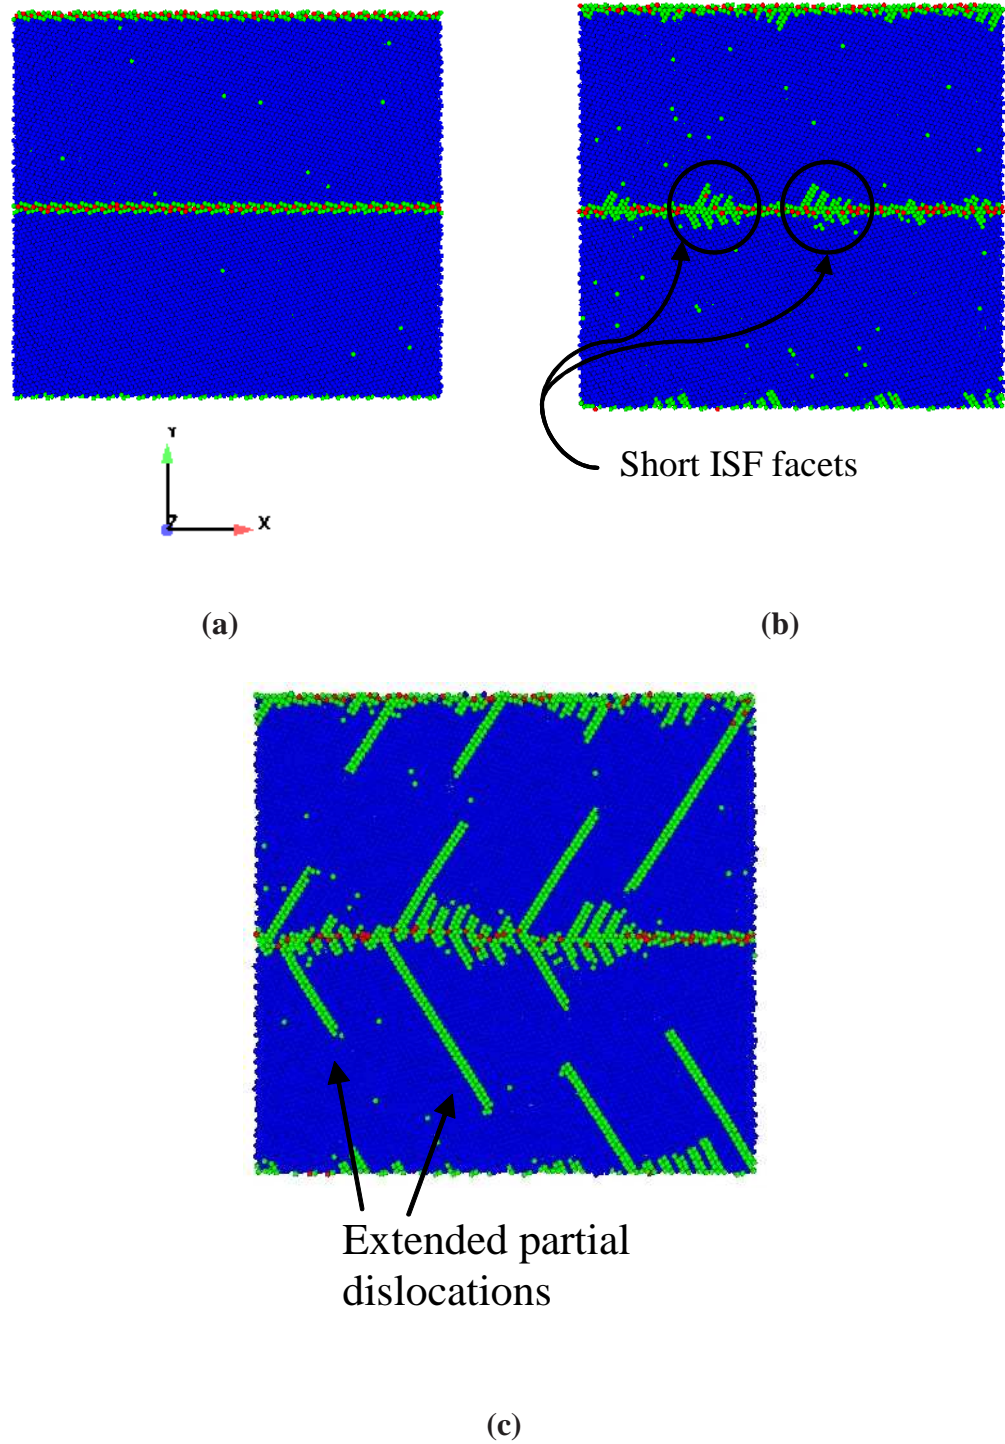 Y
Z
X
Short ISF facets
(a)
(b)
Extended partial
dislocations
(c)